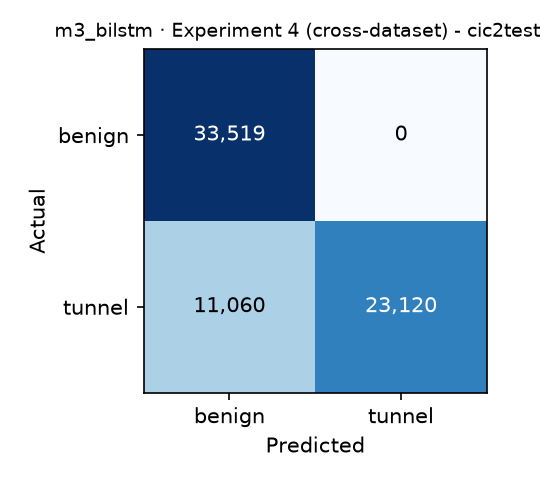 m3_bilstm · Experiment 4 (cross-dataset) - cic2test
benign 33,519 0
Actual
tunnel 11,060 23,120
benign tunnel
Predicted